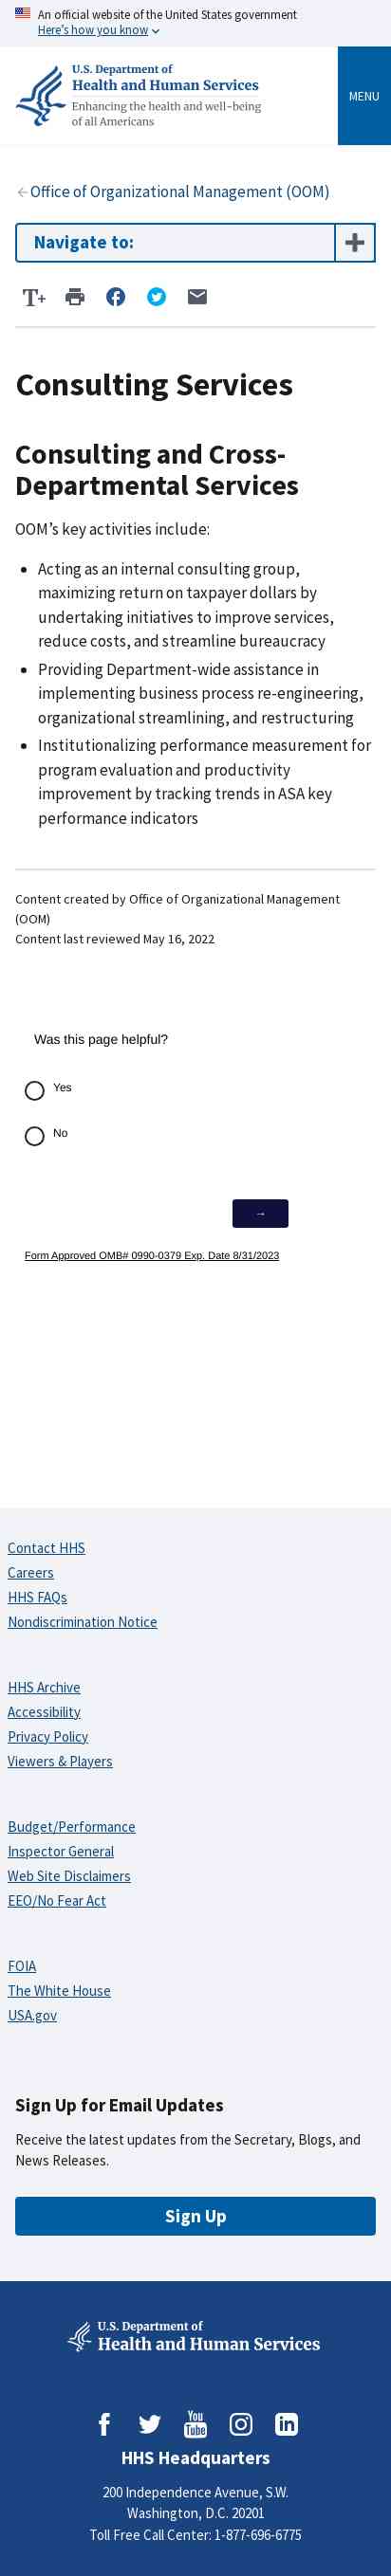 An official website of the United States government
Here's how you know
U.S. Department of
Health and Human Services
Enhancing the health and well-being
of all Americans
MENU
Office of Organizational Management (OOM)
Navigate to:
T+
Consulting Services
Consulting and Cross-
Departmental Services
OOM's key activities include:
• Acting as an internal consulting group,
maximizing return on taxpayer dollars by
undertaking initiatives to improve services,
reduce costs, and streamline bureaucracy
• Providing Department-wide assistance in
implementing business process re-engineering,
organizational streamlining, and restructuring
• Institutionalizing performance measurement for
program evaluation and productivity
improvement by tracking trends in ASA key
performance indicators
Content created by Office of Organizational Management
(OOM)
Content last reviewed May 16, 2022
Was this page helpful?
Yes
No
→
Form Approved OMB# 0990-0379 Exp. Date 8/31/2023
Contact HHS
Careers
HHS FAQs
Nondiscrimination Notice
HHS Archive
Accessibility
Privacy Policy
Viewers & Players
Budget/Performance
Inspector General
Web Site Disclaimers
EEO/No Fear Act
FOIA
The White House
USA.gov
Sign Up for Email Updates
Receive the latest updates from the Secretary, Blogs, and
News Releases.
Sign Up
U.S. Department of
Health and Human Services
You
Tube
HHS Headquarters
200 Independence Avenue, S.W.
Washington, D.C. 20201
Toll Free Call Center: 1-877-696-6775